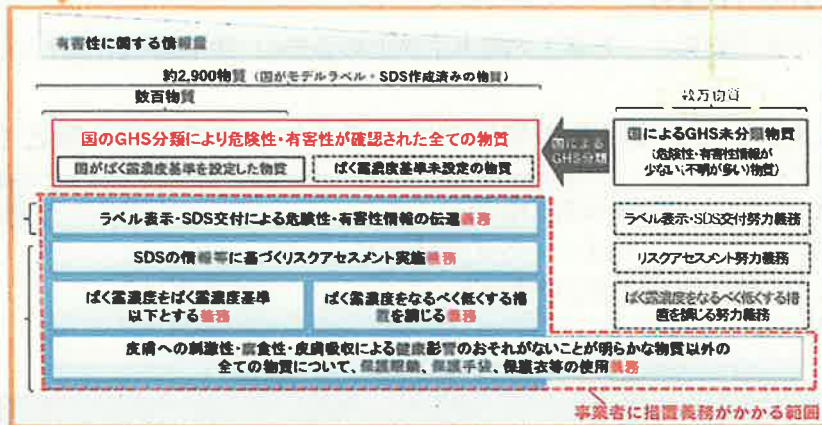 有害性に関する情報量
約2,900物質（国がモデルラベル・SDS作成済みの物質）
数百物質
数万物質
国のGHS分類により危険性・有害性が確認された全ての物質
国がばく露濃度基準を設定した物質
ばく露濃度基準未設定の物質
国による
GHS分類
国によるGHS未分類物質
（危険性・有害性情報が
少ない（不明が多い）物質）
ラベル表示・SDS交付による危険性・有害性情報の伝達義務
ラベル表示・SDS交付努力義務
SDSの情報等に基づくリスクアセスメント実施義務
リスクアセスメント努力義務
ばく露濃度をばく露濃度基準
以下とする義務
ばく露濃度をなるべく低くする措
置を講じる義務
ばく露濃度をなるべく低くする措
置を講じる努力義務
皮膚への刺激性・腐食性・皮膚吸収による健康影響のおそれがないことが明らかな物質以外の
全ての物質について、保護眼鏡、保護手袋、保護衣等の使用義務
事業者に措置義務がかかる範囲